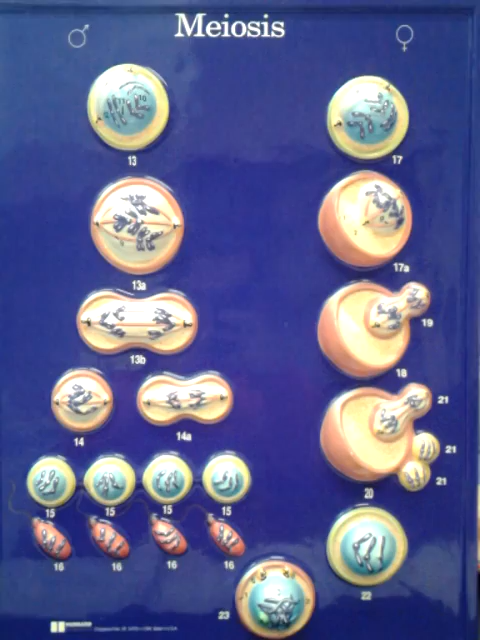 ♂ Meiosis ♀
13 17
13a 17a
13b 19
18
14 14a 21
21
20 21
15 15 15 15
16 16 16 16
22
23